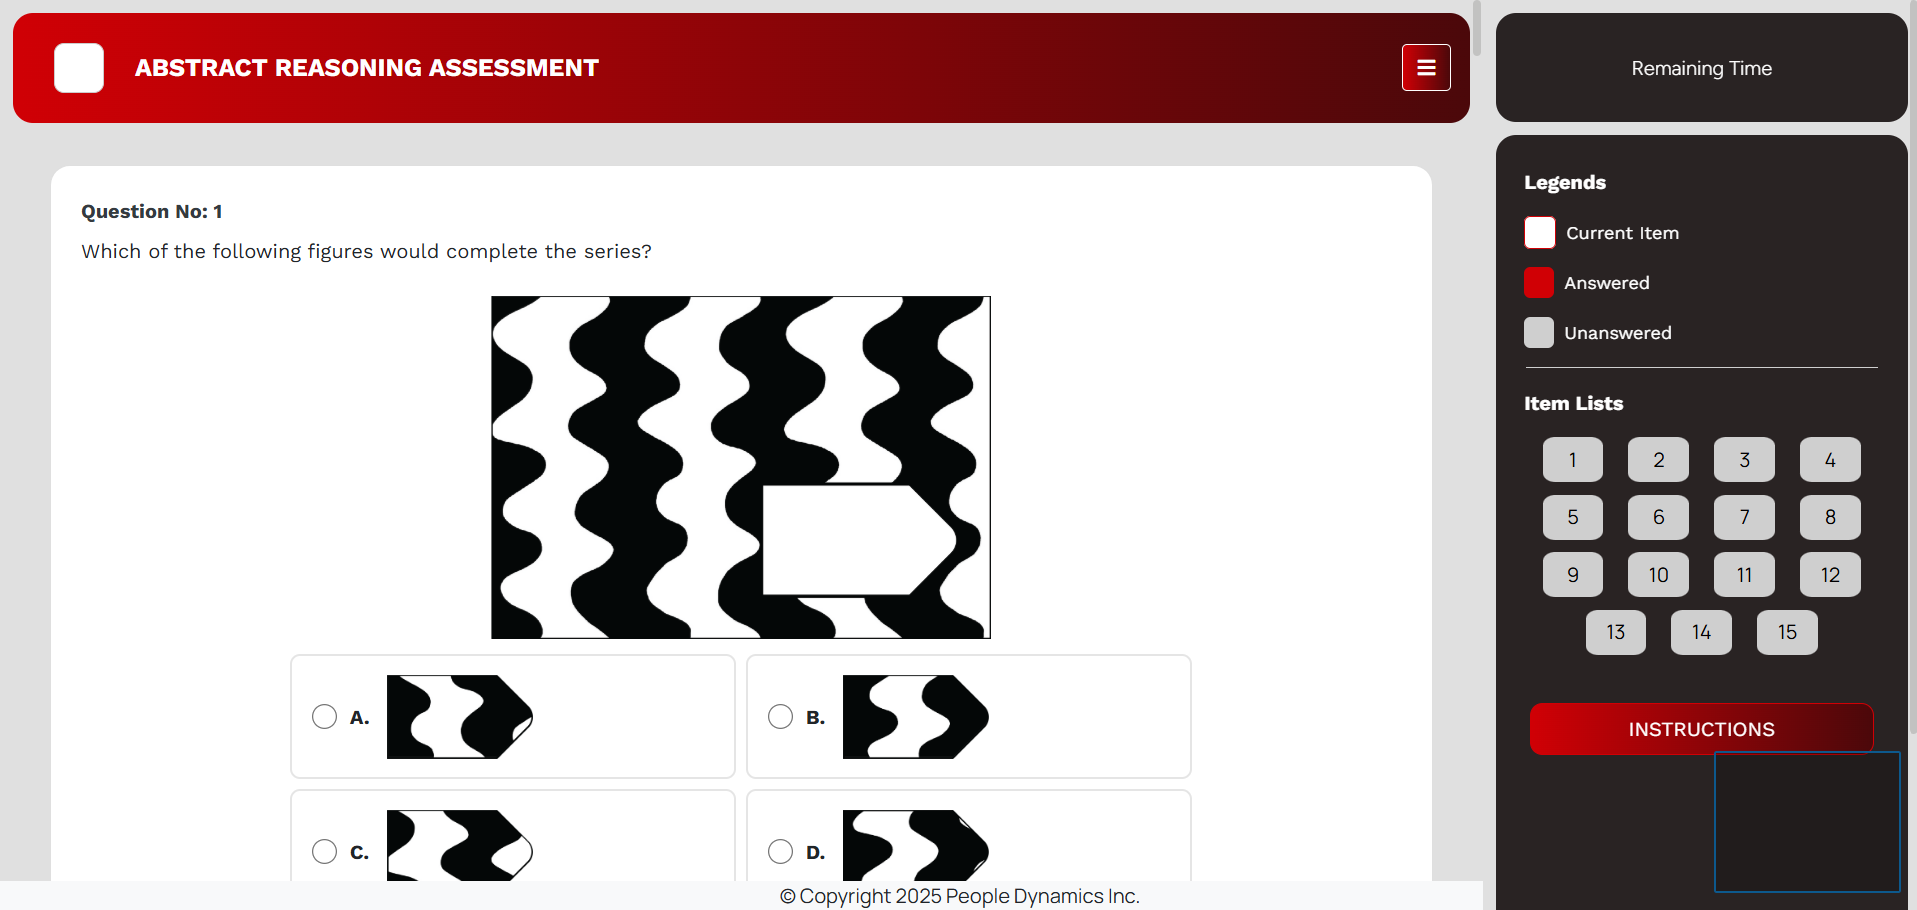 ABSTRACT REASONING ASSESSMENT
Remaining Time
Question No: 1
Which of the following figures would complete the series?
A.
B.
C.
D.
Legends
Current Item
Answered
Unanswered
Item Lists
1 2 3 4
5 6 7 8
9 10 11 12
13 14 15
INSTRUCTIONS
© Copyright 2025 People Dynamics Inc.